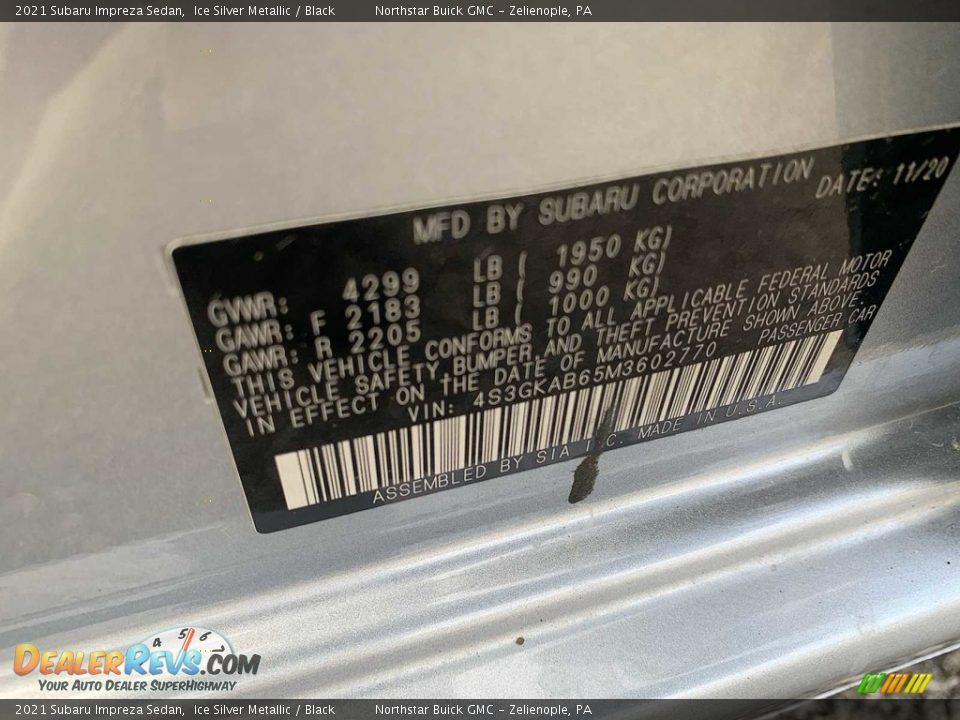 2021 Subaru Impreza Sedan, Ice Silver Metallic / Black Northstar Buick GMC - Zelienople, PA
MFD BY SUBARU CORPORATION DATE: 11/20
GVWR: 4299 LB ( 1950 KG)
GAWR: F 2183 LB ( 990 KG)
GAWR: R 2205 LB ( 1000 KG)
THIS VEHICLE CONFORMS TO ALL APPLICABLE FEDERAL MOTOR
VEHICLE SAFETY, BUMPER, AND THEFT PREVENTION STANDARDS
IN EFFECT ON THE DATE OF MANUFACTURE SHOWN ABOVE.
VIN: 4S3GKAB65M3602770 PASSENGER CAR
ASSEMBLED BY SIA I.C. MADE IN U.S.A.
4 5 6
DEALERREVS.COM
YOUR AUTO DEALER SUPERHIGHWAY
2021 Subaru Impreza Sedan, Ice Silver Metallic / Black Northstar Buick GMC - Zelienople, PA